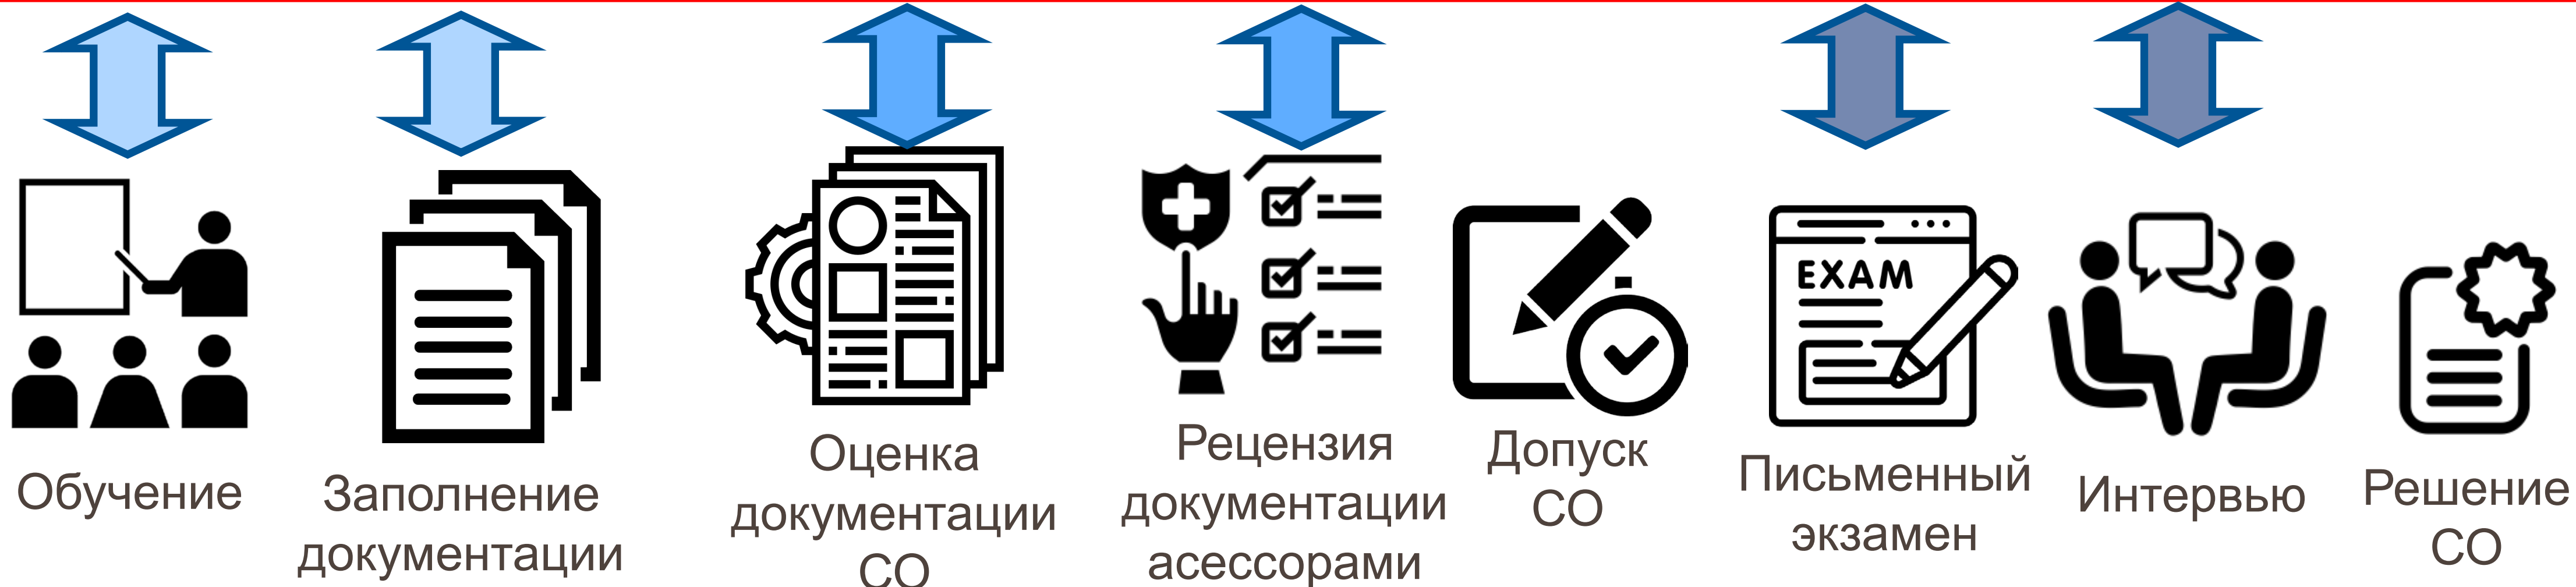 EXAM
Обучение
Заполнение
документации
Оценка
документации
СО
Рецензия
документации
асессорами
Допуск
СО
Письменный
экзамен
Интервью
Решение
СО